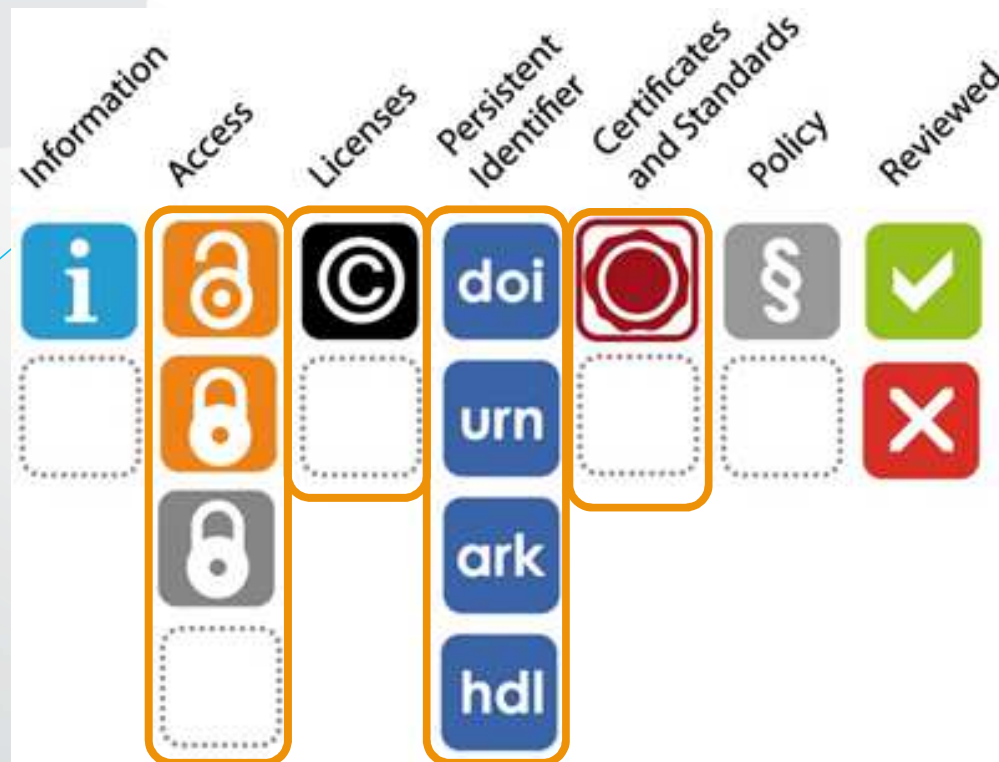 Information
Access
Licenses
Persistent
Identifier
Certificates
and Standards
Policy
Reviewed
i
©
doi
§
urn
ark
hdl